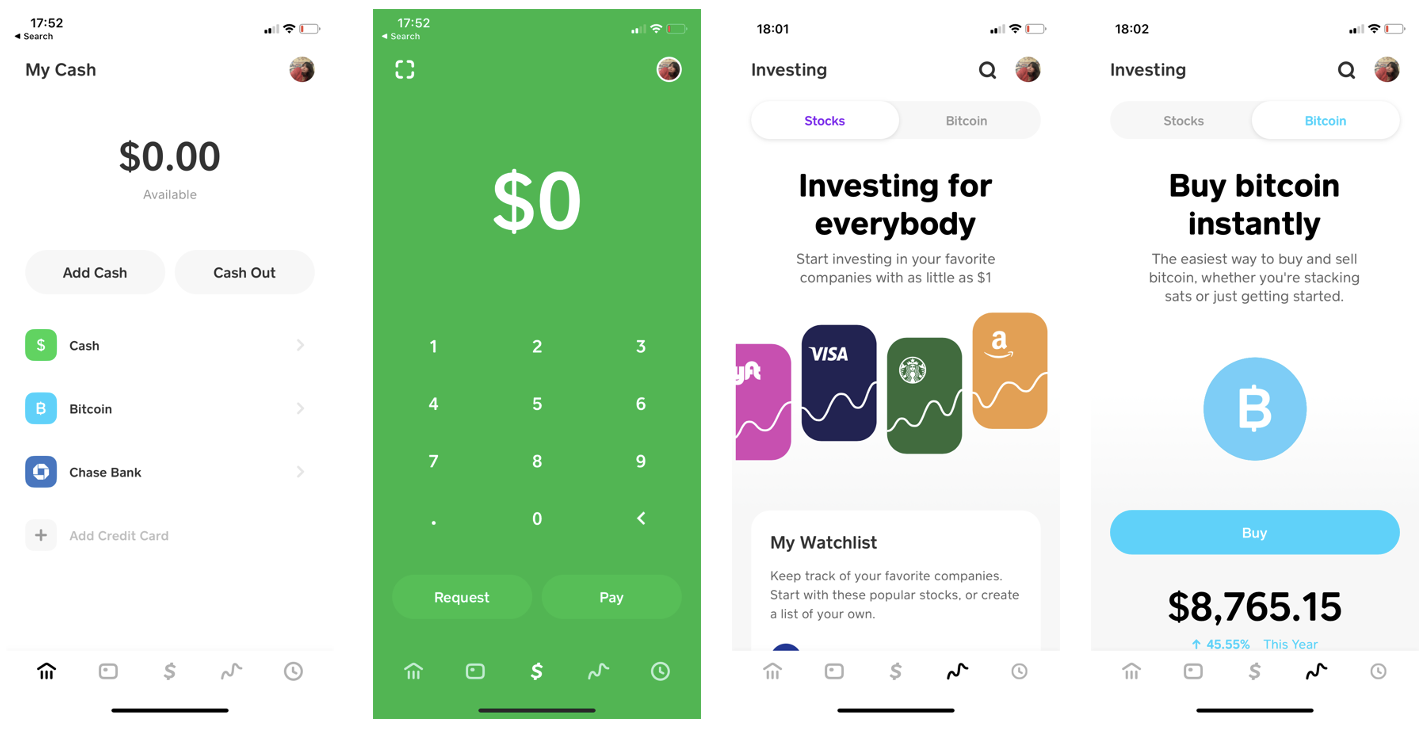 17:52
◀ Search
My Cash
$0.00
Available
Add Cash
Cash Out
$
Cash
B
Bitcoin
Chase Bank
+
Add Credit Card
$
17:52
◀ Search
$0
1 2 3
4 5 6
7 8 9
. 0 <
Request
Pay
$
18:01
Investing
Stocks
Bitcoin
Investing for
everybody
Start investing in your favorite
companies with as little as $1
yft
VISA
a
My Watchlist
Keep track of your favorite companies.
Start with these popular stocks, or create
a list of your own.
$
18:02
Investing
Stocks
Bitcoin
Buy bitcoin
instantly
The easiest way to buy and sell
bitcoin, whether you're stacking
sats or just getting started.
B
Buy
$8,765.15
↑ 45.55% This Year
$